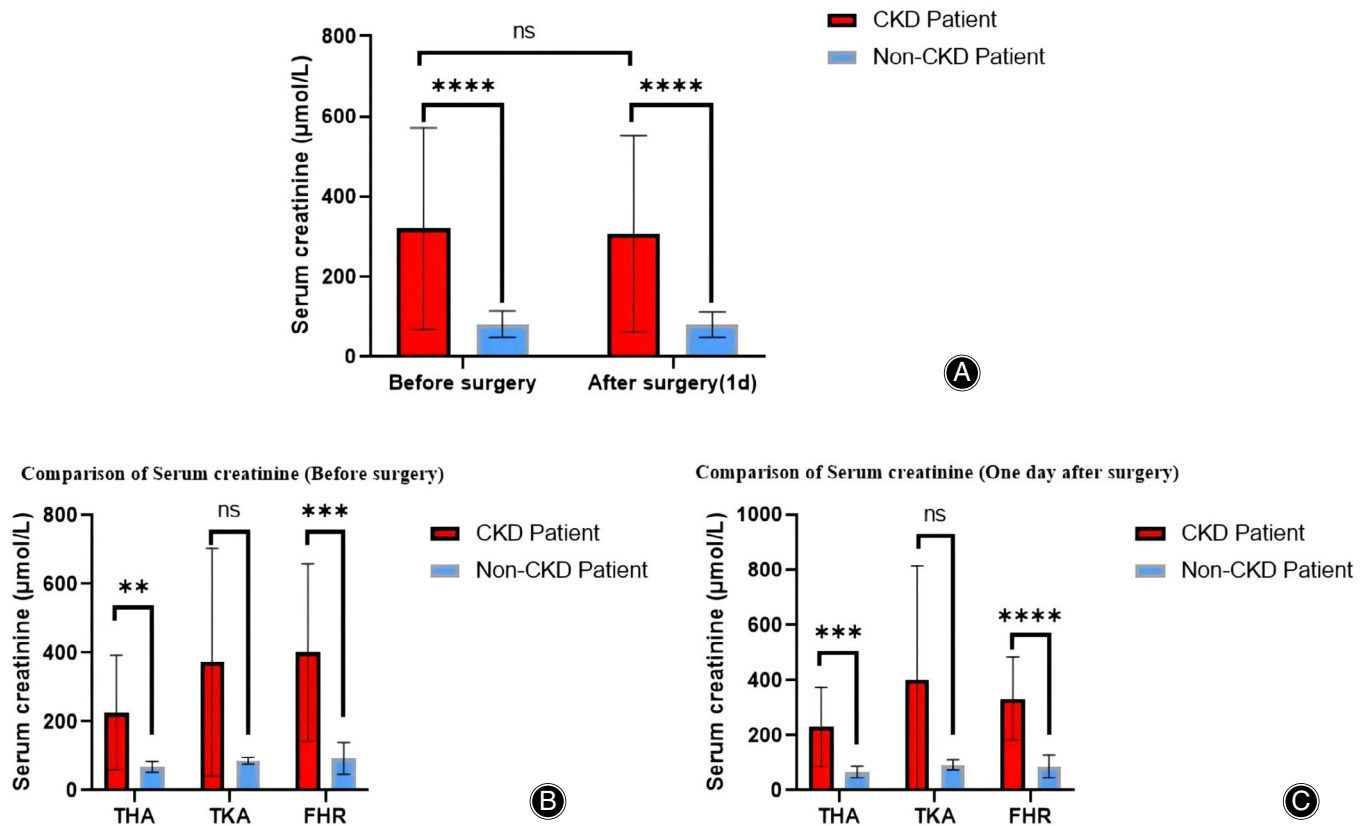 CKD Patient
Non-CKD Patient
Serum creatinine (μmol/L)
800
600
400
200
0
ns
****
****
Before surgery
After surgery(1d)
A
Comparison of Serum creatinine (Before surgery)
Serum creatinine (μmol/L)
800
600
400
200
0
**
ns
***
THA
TKA
FHR
CKD Patient
Non-CKD Patient
B
Comparison of Serum creatinine (One day after surgery)
Serum creatinine (μmol/L)
1000
800
600
400
200
0
***
ns
****
THA
TKA
FHR
CKD Patient
Non-CKD Patient
C